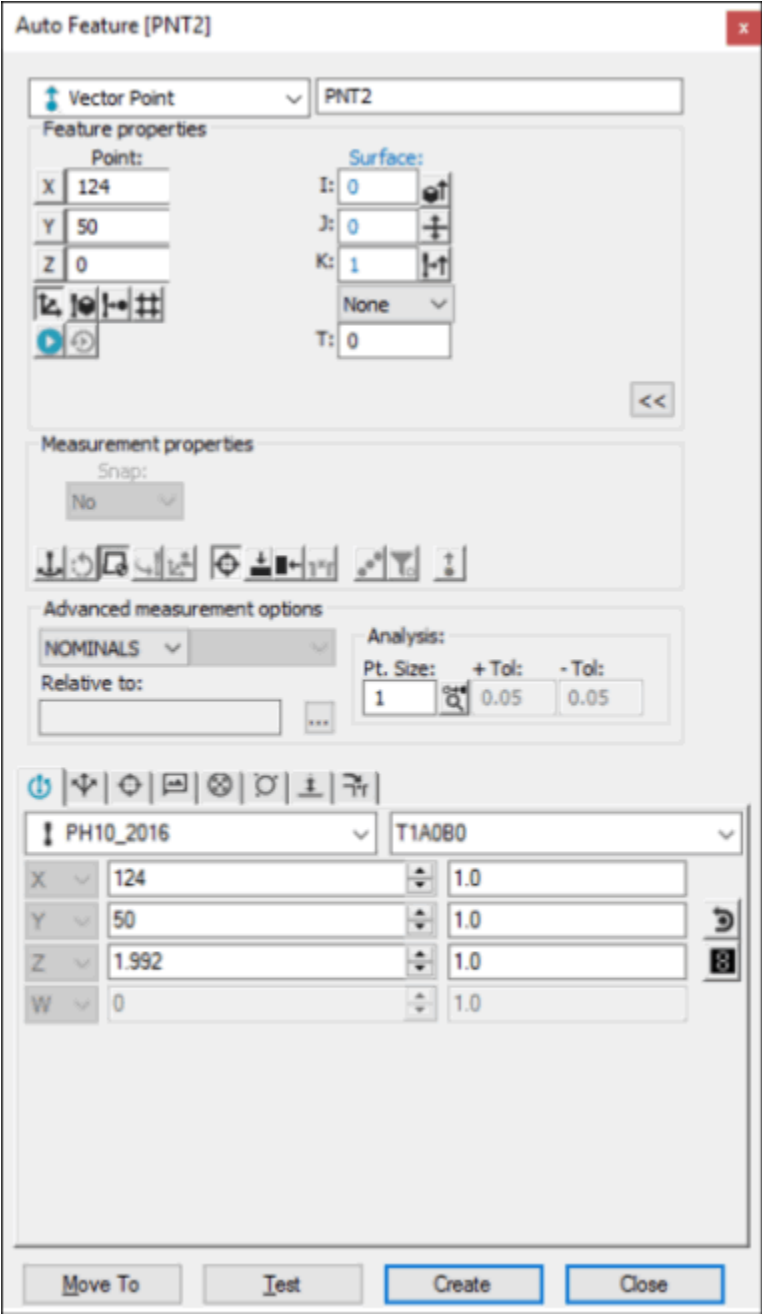 Auto Feature [PNT2]
x
Vector Point PNT2
Feature properties
Point: Surface:
X 124 I: 0
Y 50 J: 0
Z 0 K: 1
None
T: 0
<<
Measurement properties
Snap:
No
Advanced measurement options
NOMINALS
Analysis:
Relative to: Pt. Size: + Tol: - Tol:
1 0.05 0.05
...
PH10_2016 T1A0B0
X 124 1.0
Y 50 1.0
Z 1.992 1.0
W 0 1.0
Move To Test Create Close